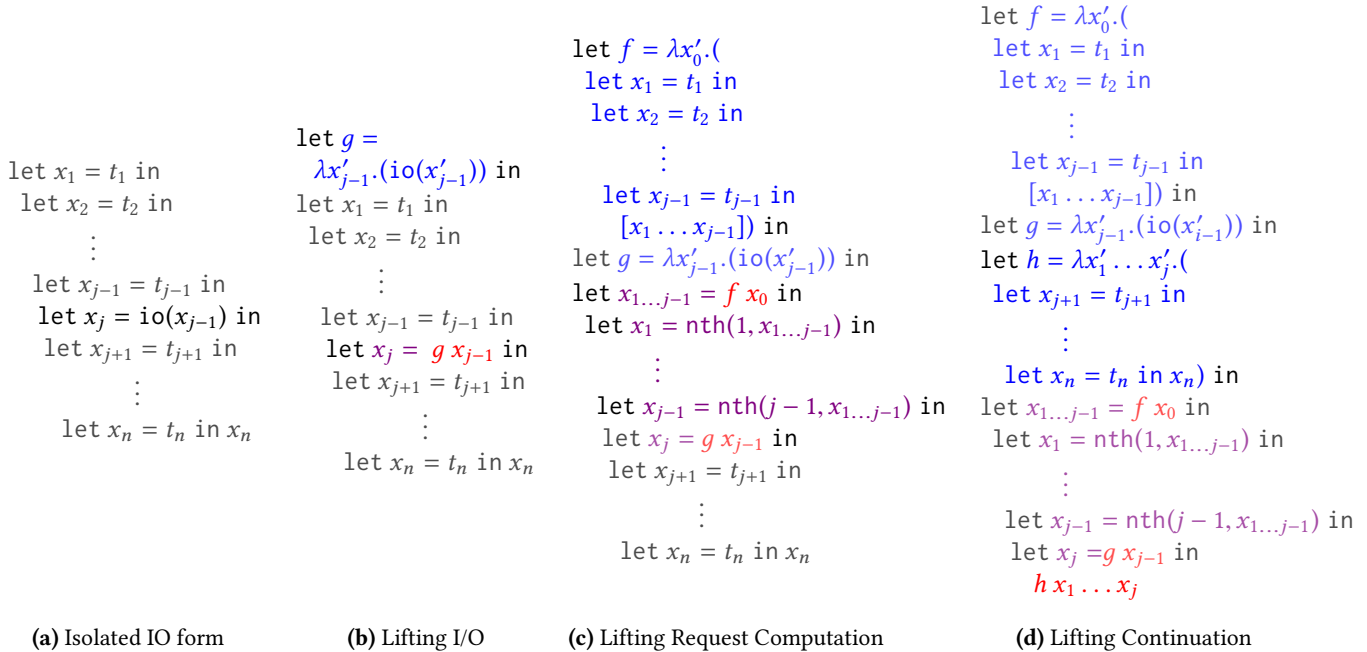 let x₁ = t₁ in
let x₂ = t₂ in
⋮
let xⱼ₋₁ = tⱼ₋₁ in
let xⱼ = io(xⱼ₋₁) in
let xⱼ₊₁ = tⱼ₊₁ in
⋮
let xₙ = tₙ in xₙ
(a) Isolated IO form
let g =
λx′ⱼ₋₁.(io(x′ⱼ₋₁)) in
let x₁ = t₁ in
let x₂ = t₂ in
⋮
let xⱼ₋₁ = tⱼ₋₁ in
let xⱼ = g xⱼ₋₁ in
let xⱼ₊₁ = tⱼ₊₁ in
⋮
let xₙ = tₙ in xₙ
(b) Lifting I/O
let f = λx′₀.(
let x₁ = t₁ in
let x₂ = t₂ in
⋮
let xⱼ₋₁ = tⱼ₋₁ in
[x₁ . . . xⱼ₋₁]) in
let g = λx′ⱼ₋₁.(io(x′ⱼ₋₁)) in
let x₁...ⱼ₋₁ = f x₀ in
let x₁ = nth(1, x₁...ⱼ₋₁) in
⋮
let xⱼ₋₁ = nth(j − 1, x₁...ⱼ₋₁) in
let xⱼ = g xⱼ₋₁ in
let xⱼ₊₁ = tⱼ₊₁ in
⋮
let xₙ = tₙ in xₙ
(c) Lifting Request Computation
let f = λx′₀.(
let x₁ = t₁ in
let x₂ = t₂ in
⋮
let xⱼ₋₁ = tⱼ₋₁ in
[x₁ . . . xⱼ₋₁]) in
let g = λx′ⱼ₋₁.(io(x′ᵢ₋₁)) in
let h = λx′₁ . . . x′ⱼ.(
let xⱼ₊₁ = tⱼ₊₁ in
⋮
let xₙ = tₙ in xₙ) in
let x₁...ⱼ₋₁ = f x₀ in
let x₁ = nth(1, x₁...ⱼ₋₁) in
⋮
let xⱼ₋₁ = nth(j − 1, x₁...ⱼ₋₁) in
let xⱼ =g xⱼ₋₁ in
h x₁ . . . xⱼ
(d) Lifting Continuation